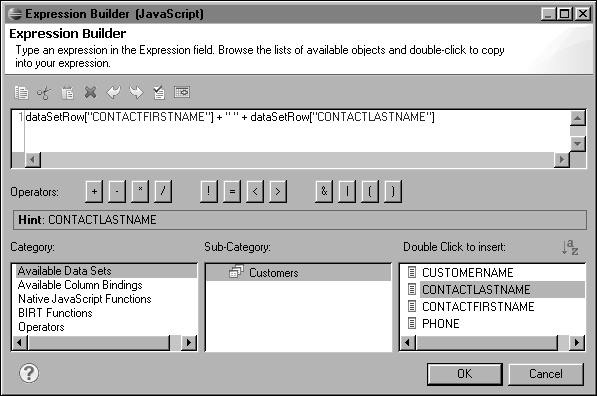 Expression Builder (JavaScript)
Expression Builder
Type an expression in the Expression field. Browse the lists of available objects and double-click to copy
into your expression.
1 dataSetRow["CONTACTFIRSTNAME"] + " " + dataSetRow["CONTACTLASTNAME"]
Operators: + - * / ! = < > & | ( )
Hint: CONTACTLASTNAME
Category: Sub-Category: Double Click to insert:
Available Data Sets
Available Column Bindings
Native JavaScript Functions
BIRT Functions
Operators
Customers
CUSTOMERNAME
CONTACTLASTNAME
CONTACTFIRSTNAME
PHONE
OK Cancel